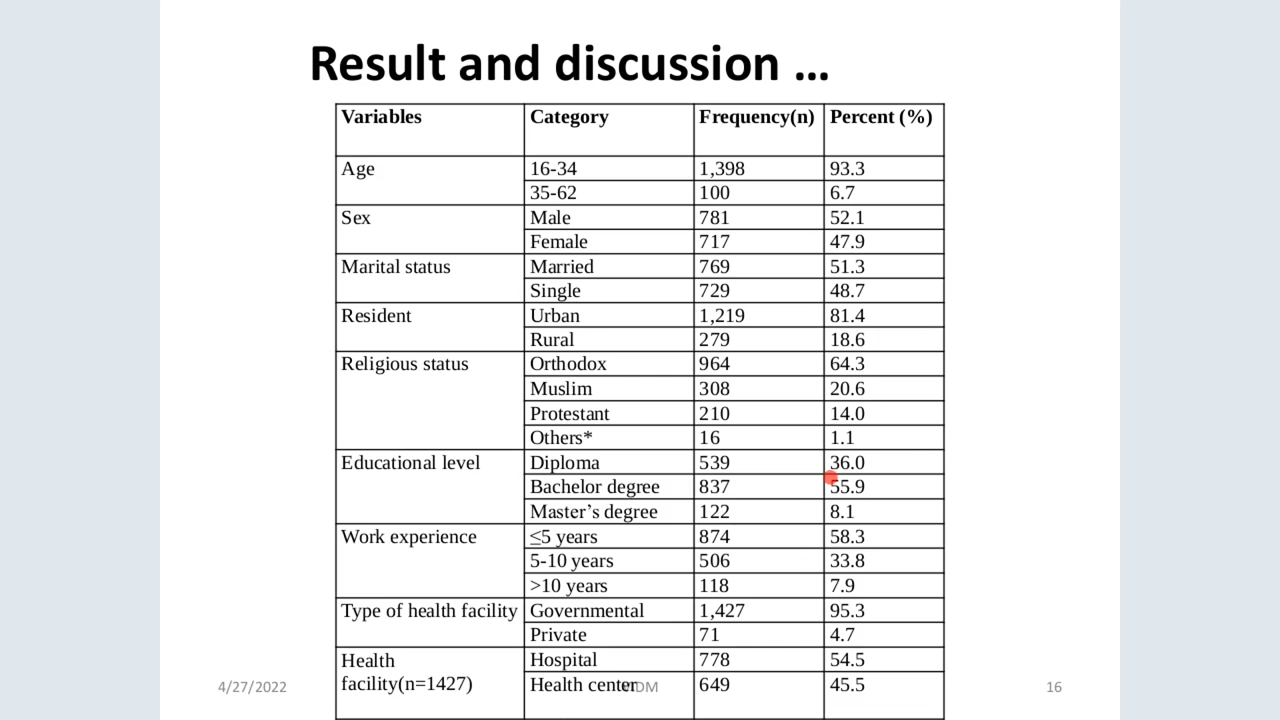 Result and discussion ...
Variables Category Frequency(n) Percent (%)
Age 16-34 1,398 93.3
35-62 100 6.7
Sex Male 781 52.1
Female 717 47.9
Marital status Married 769 51.3
Single 729 48.7
Resident Urban 1,219 81.4
Rural 279 18.6
Religious status Orthodox 964 64.3
Muslim 308 20.6
Protestant 210 14.0
Others* 16 1.1
Educational level Diploma 539 36.0
Bachelor degree 837 55.9
Master’s degree 122 8.1
Work experience ≤5 years 874 58.3
5-10 years 506 33.8
>10 years 118 7.9
Type of health facility Governmental 1,427 95.3
Private 71 4.7
Health Hospital 778 54.5
facility(n=1427) Health center 649 45.5
4/27/2022 16